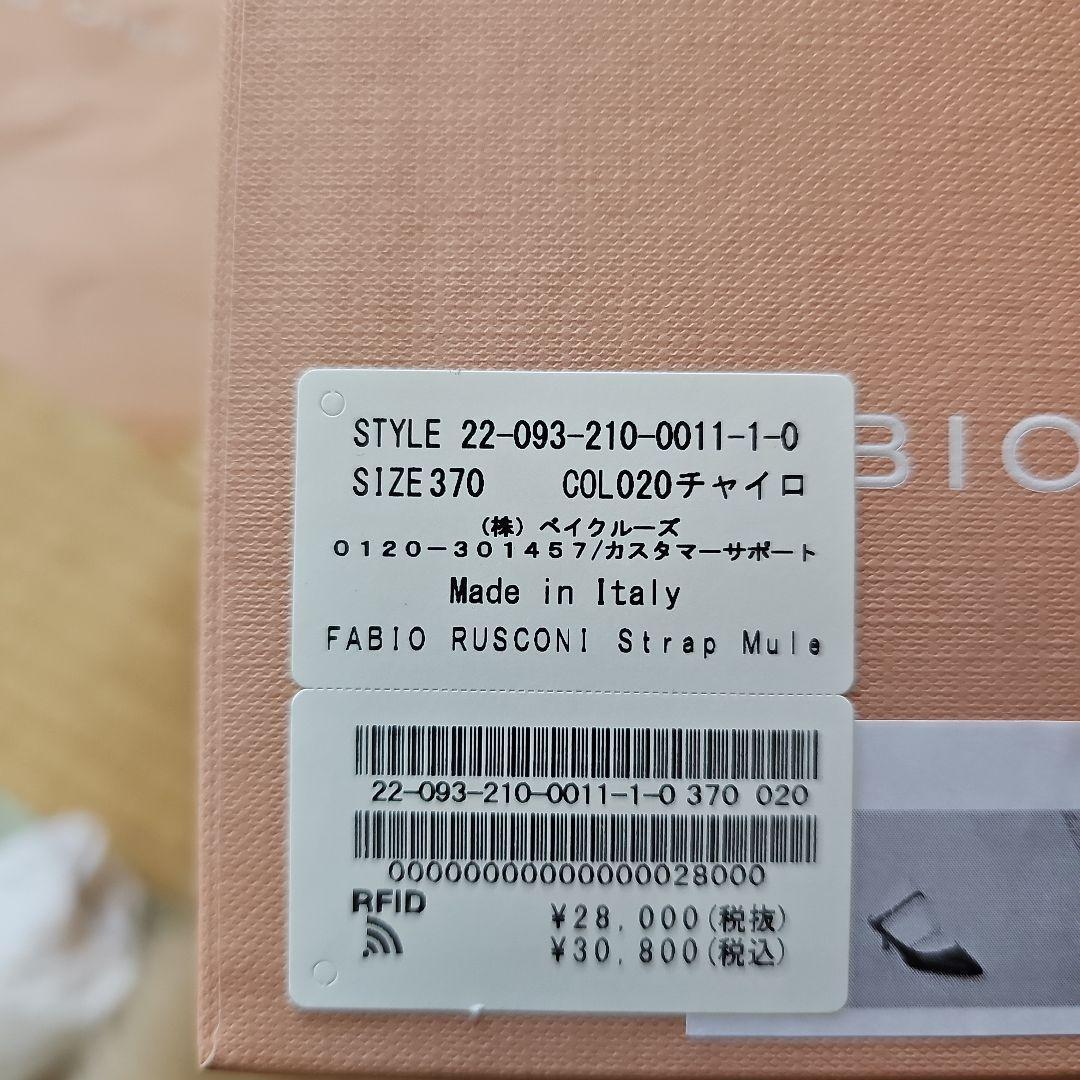 STYLE 22-093-210-0011-1-0
SIZE370 COL020チャイロ
(株) ベイクルーズ
0120-301457/カスタマーサポート
Made in Italy
FABIO RUSCONI Strap Mule
BIO
22-093-210-0011-1-0 370 020
000000000000000028000
RFID
¥28,000(税抜)
¥30,800(税込)